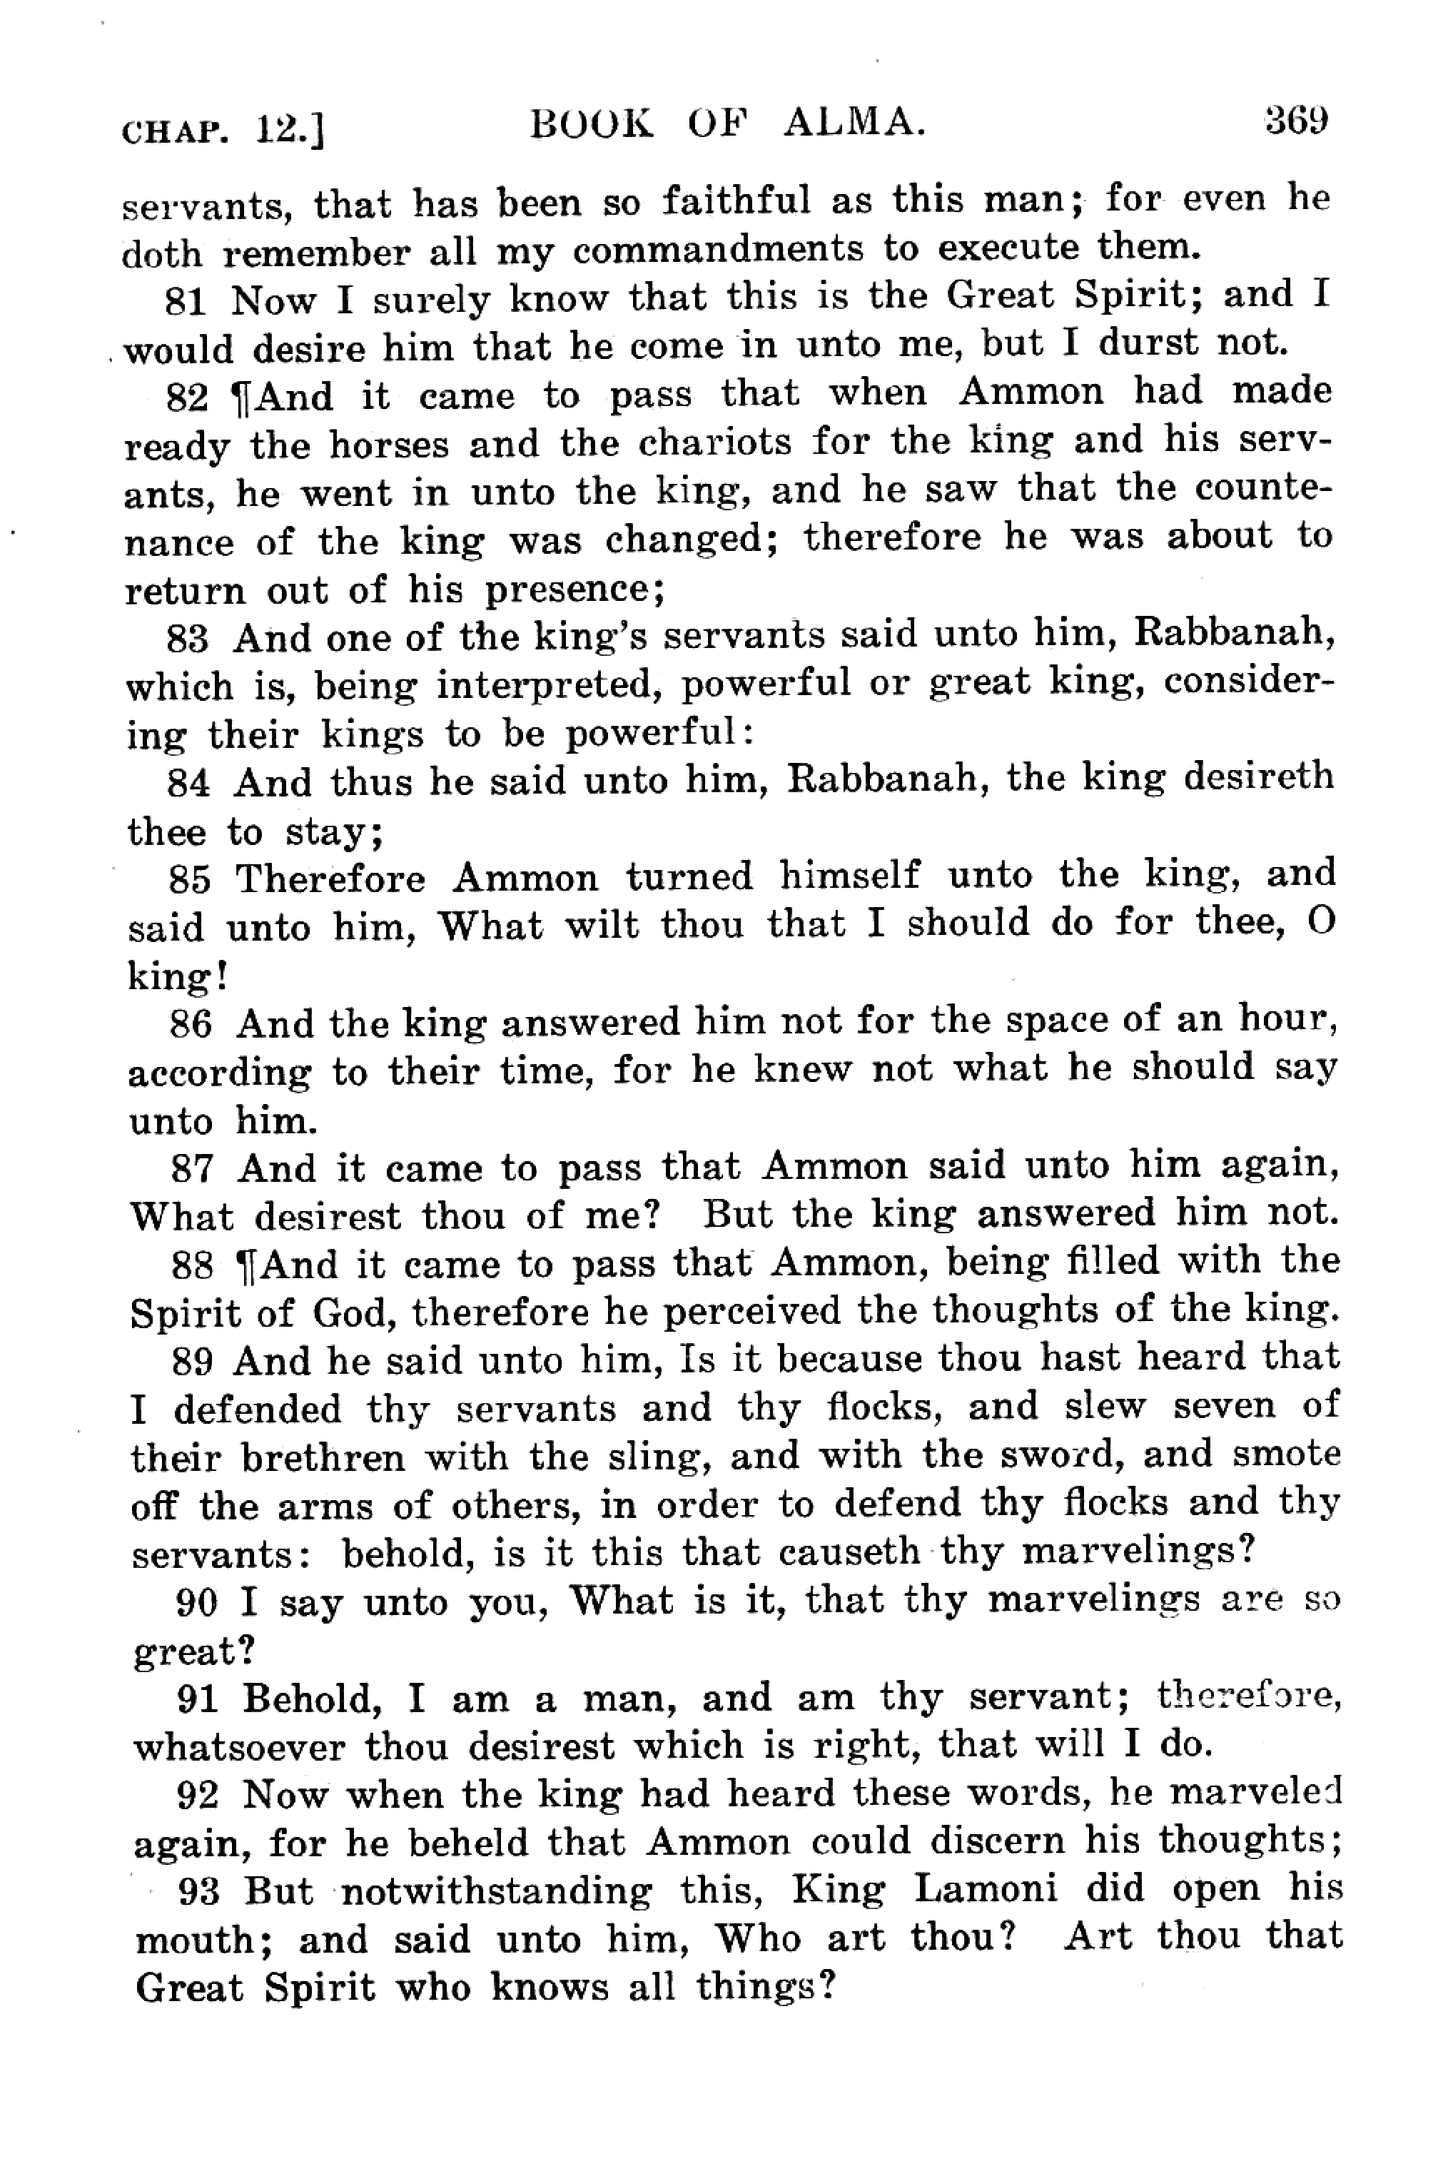 CHAP. 12.] BOOK OF ALMA. 369
servants, that has been so faithful as this man; for even he
doth remember all my commandments to execute them.
81 Now I surely know that this is the Great Spirit; and I
would desire him that he come in unto me, but I durst not.
82 ¶And it came to pass that when Ammon had made
ready the horses and the chariots for the king and his serv-
ants, he went in unto the king, and he saw that the counte-
nance of the king was changed; therefore he was about to
return out of his presence;
83 And one of the king's servants said unto him, Rabbanah,
which is, being interpreted, powerful or great king, consider-
ing their kings to be powerful:
84 And thus he said unto him, Rabbanah, the king desireth
thee to stay;
85 Therefore Ammon turned himself unto the king, and
said unto him, What wilt thou that I should do for thee, O
king!
86 And the king answered him not for the space of an hour,
according to their time, for he knew not what he should say
unto him.
87 And it came to pass that Ammon said unto him again,
What desirest thou of me? But the king answered him not.
88 ¶And it came to pass that Ammon, being filled with the
Spirit of God, therefore he perceived the thoughts of the king.
89 And he said unto him, Is it because thou hast heard that
I defended thy servants and thy flocks, and slew seven of
their brethren with the sling, and with the sword, and smote
off the arms of others, in order to defend thy flocks and thy
servants: behold, is it this that causeth thy marvelings?
90 I say unto you, What is it, that thy marvelings are so
great?
91 Behold, I am a man, and am thy servant; therefore,
whatsoever thou desirest which is right, that will I do.
92 Now when the king had heard these words, he marveled
again, for he beheld that Ammon could discern his thoughts;
93 But notwithstanding this, King Lamoni did open his
mouth; and said unto him, Who art thou? Art thou that
Great Spirit who knows all things?